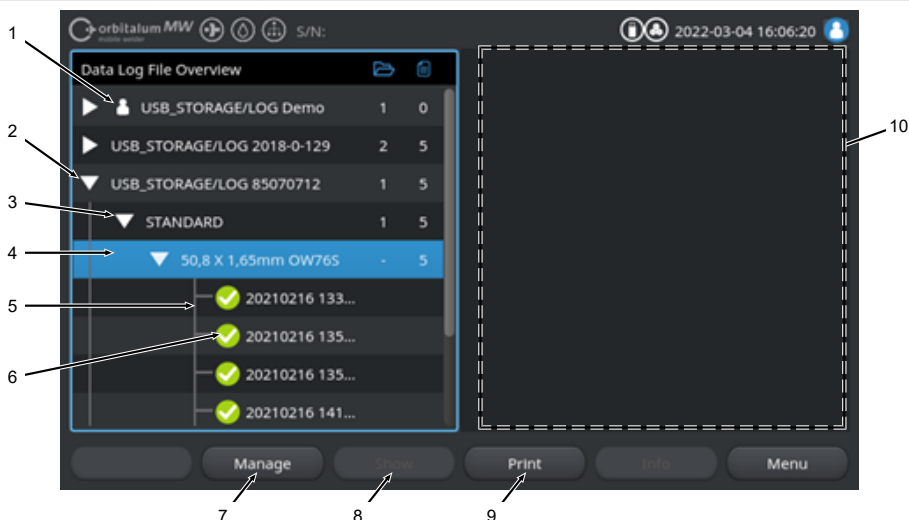 orbitalum MW S/N: 2022-03-04 16:06:20
mobile welder
Data Log File Overview
USB_STORAGE/LOG Demo 1 0
USB_STORAGE/LOG 2018-0-129 2 5
USB_STORAGE/LOG 85070712 1 5
STANDARD 1 5
50,8 X 1,65mm OW76S - 5
20210216 133...
20210216 135...
20210216 135...
20210216 141...
Manage Show Print Info Menu
1
2
3
4
5
6
7 8 9
10